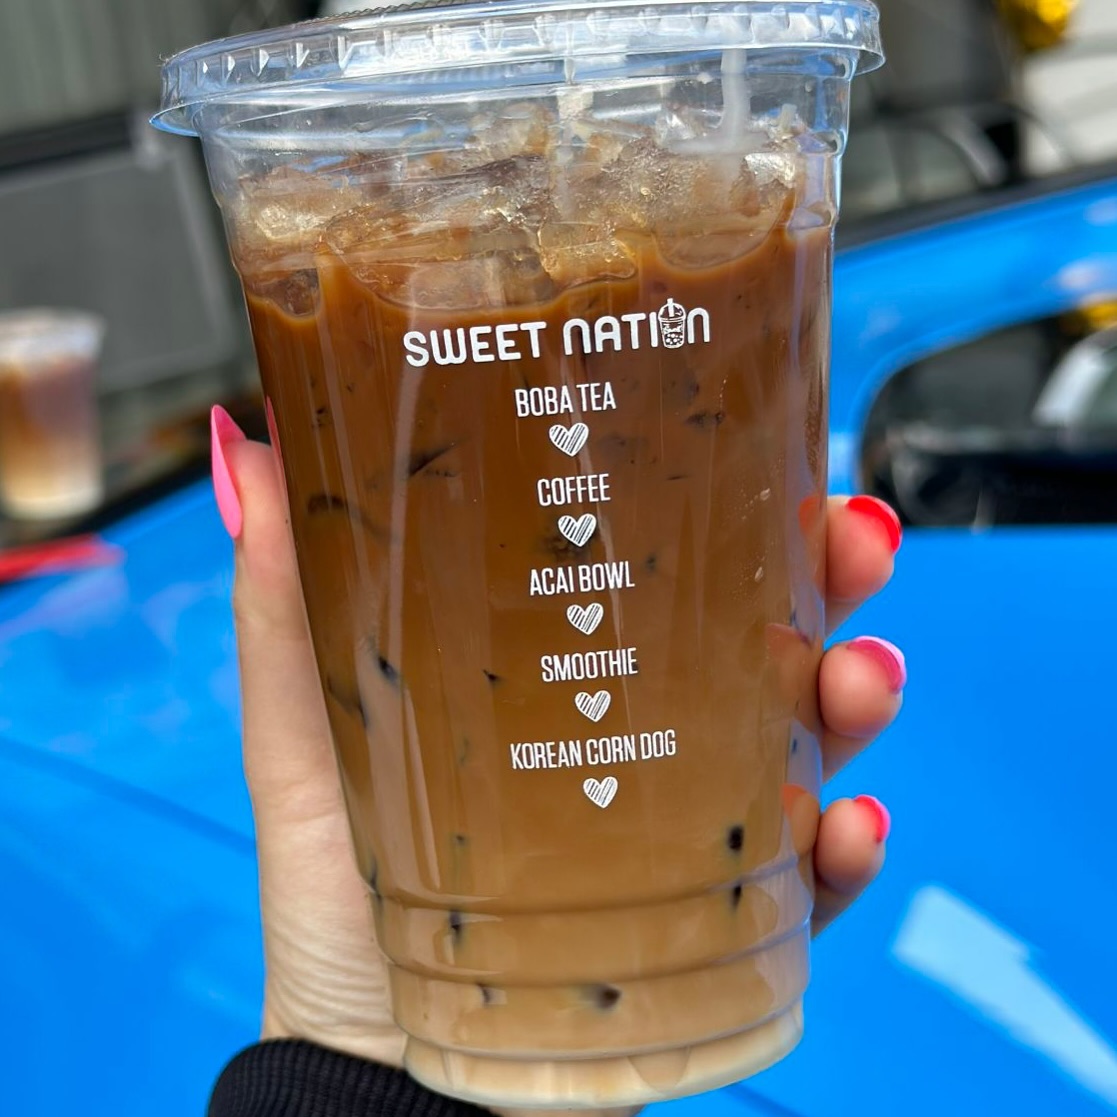 SWEET NATION
BOBA TEA
COFFEE
ACAI BOWL
SMOOTHIE
KOREAN CORN DOG